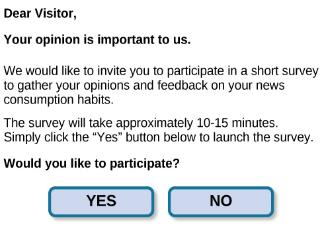 Dear Visitor,
Your opinion is important to us.
We would like to invite you to participate in a short survey
to gather your opinions and feedback on your news
consumption habits.
The survey will take approximately 10-15 minutes.
Simply click the “Yes” button below to launch the survey.
Would you like to participate?
YES NO